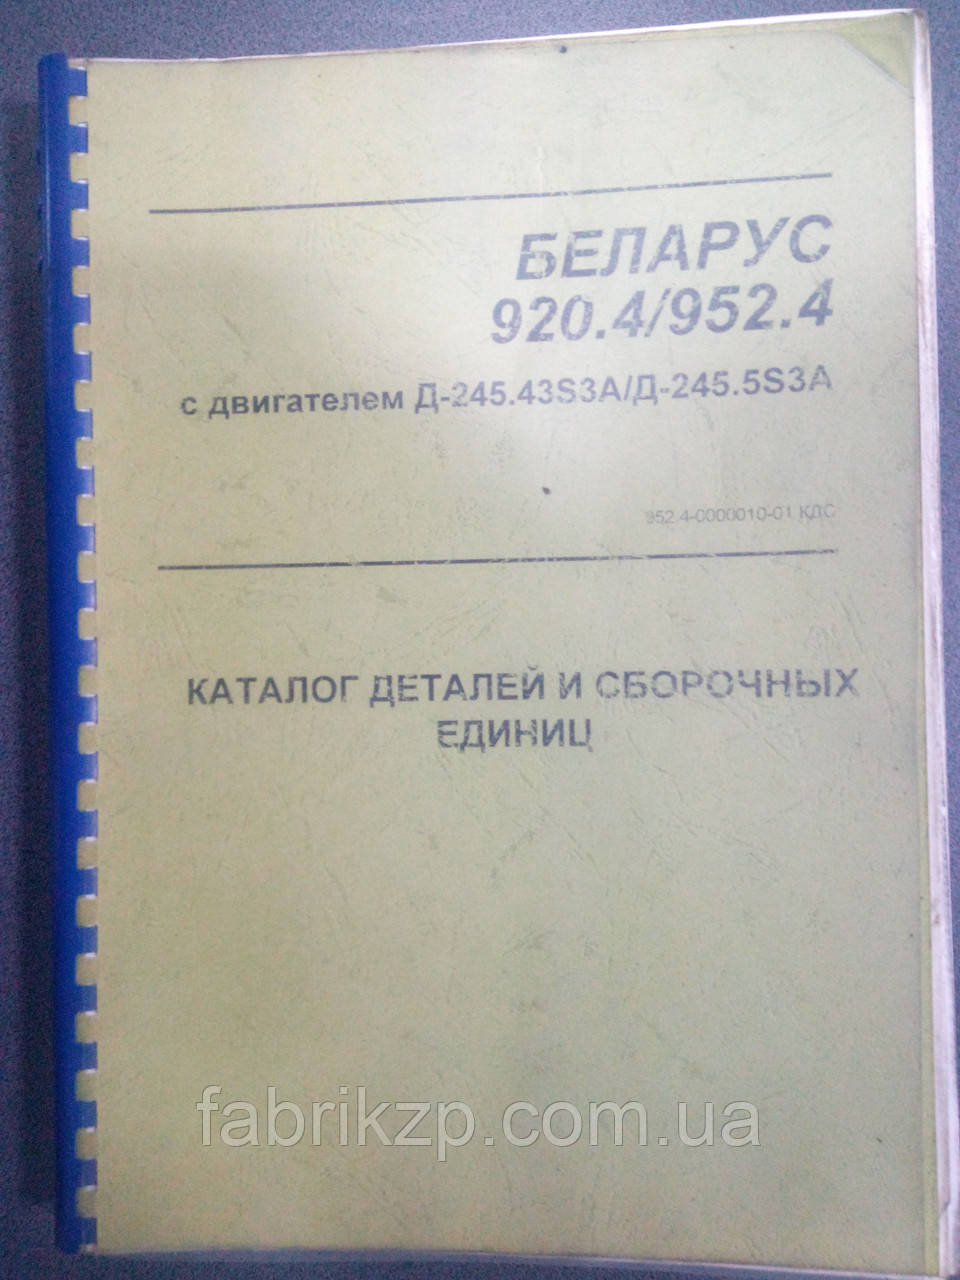 БЕЛАРУС
920.4/952.4
с двигателем Д-245.43S3A/Д-245.5S3A
952.4-0000010-01 КДС
КАТАЛОГ ДЕТАЛЕЙ И СБОРОЧНЫХ
ЕДИНИЦ
fabrikzp.com.ua